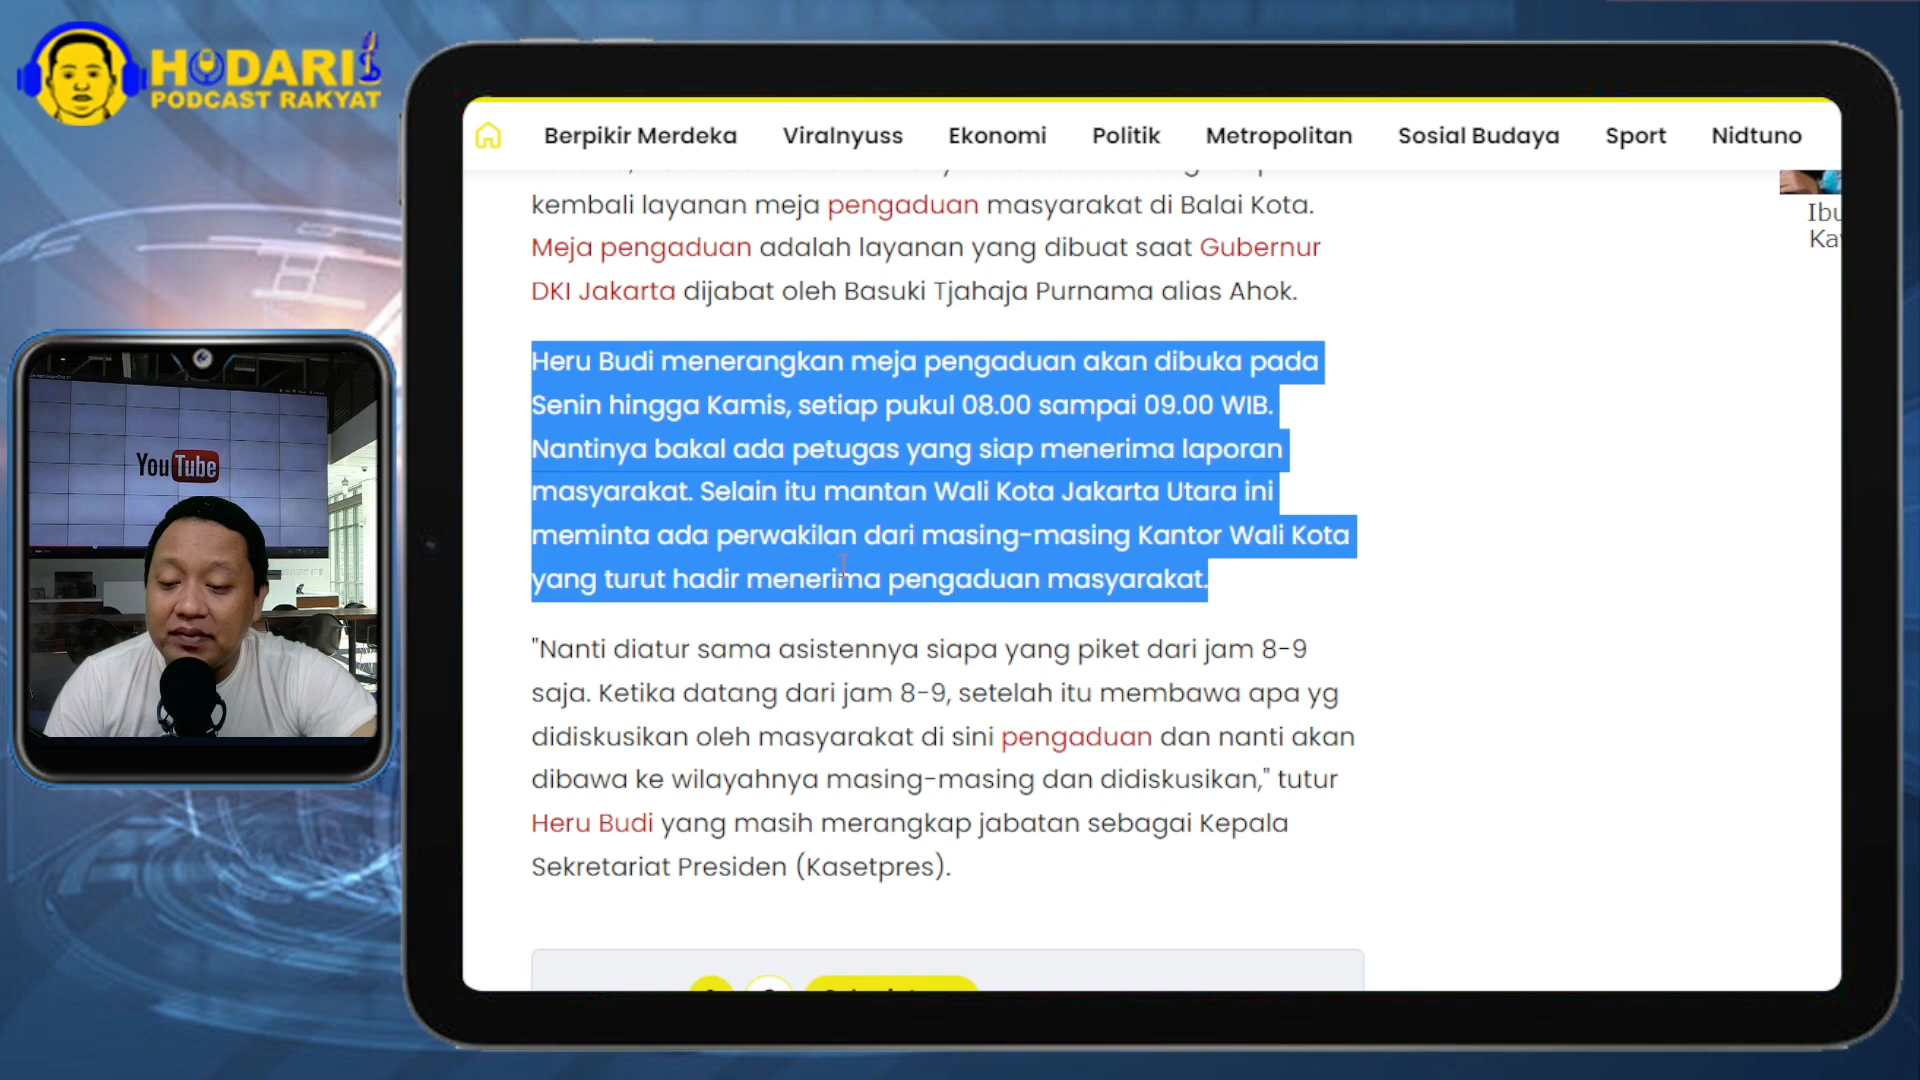 HODARI
PODCAST RAKYAT
Berpikir Merdeka Viralnyuss Ekonomi Politik Metropolitan Sosial Budaya Sport Nidtuno
kembali layanan meja pengaduan masyarakat di Balai Kota.
Meja pengaduan adalah layanan yang dibuat saat Gubernur
DKI Jakarta dijabat oleh Basuki Tjahaja Purnama alias Ahok.
Heru Budi menerangkan meja pengaduan akan dibuka pada
Senin hingga Kamis, setiap pukul 08.00 sampai 09.00 WIB.
Nantinya bakal ada petugas yang siap menerima laporan
masyarakat. Selain itu mantan Wali Kota Jakarta Utara ini
meminta ada perwakilan dari masing-masing Kantor Wali Kota
yang turut hadir menerima pengaduan masyarakat.
"Nanti diatur sama asistennya siapa yang piket dari jam 8-9
saja. Ketika datang dari jam 8-9, setelah itu membawa apa yg
didiskusikan oleh masyarakat di sini pengaduan dan nanti akan
dibawa ke wilayahnya masing-masing dan didiskusikan," tutur
Heru Budi yang masih merangkap jabatan sebagai Kepala
Sekretariat Presiden (Kasetpres).
Ibu
YouTube